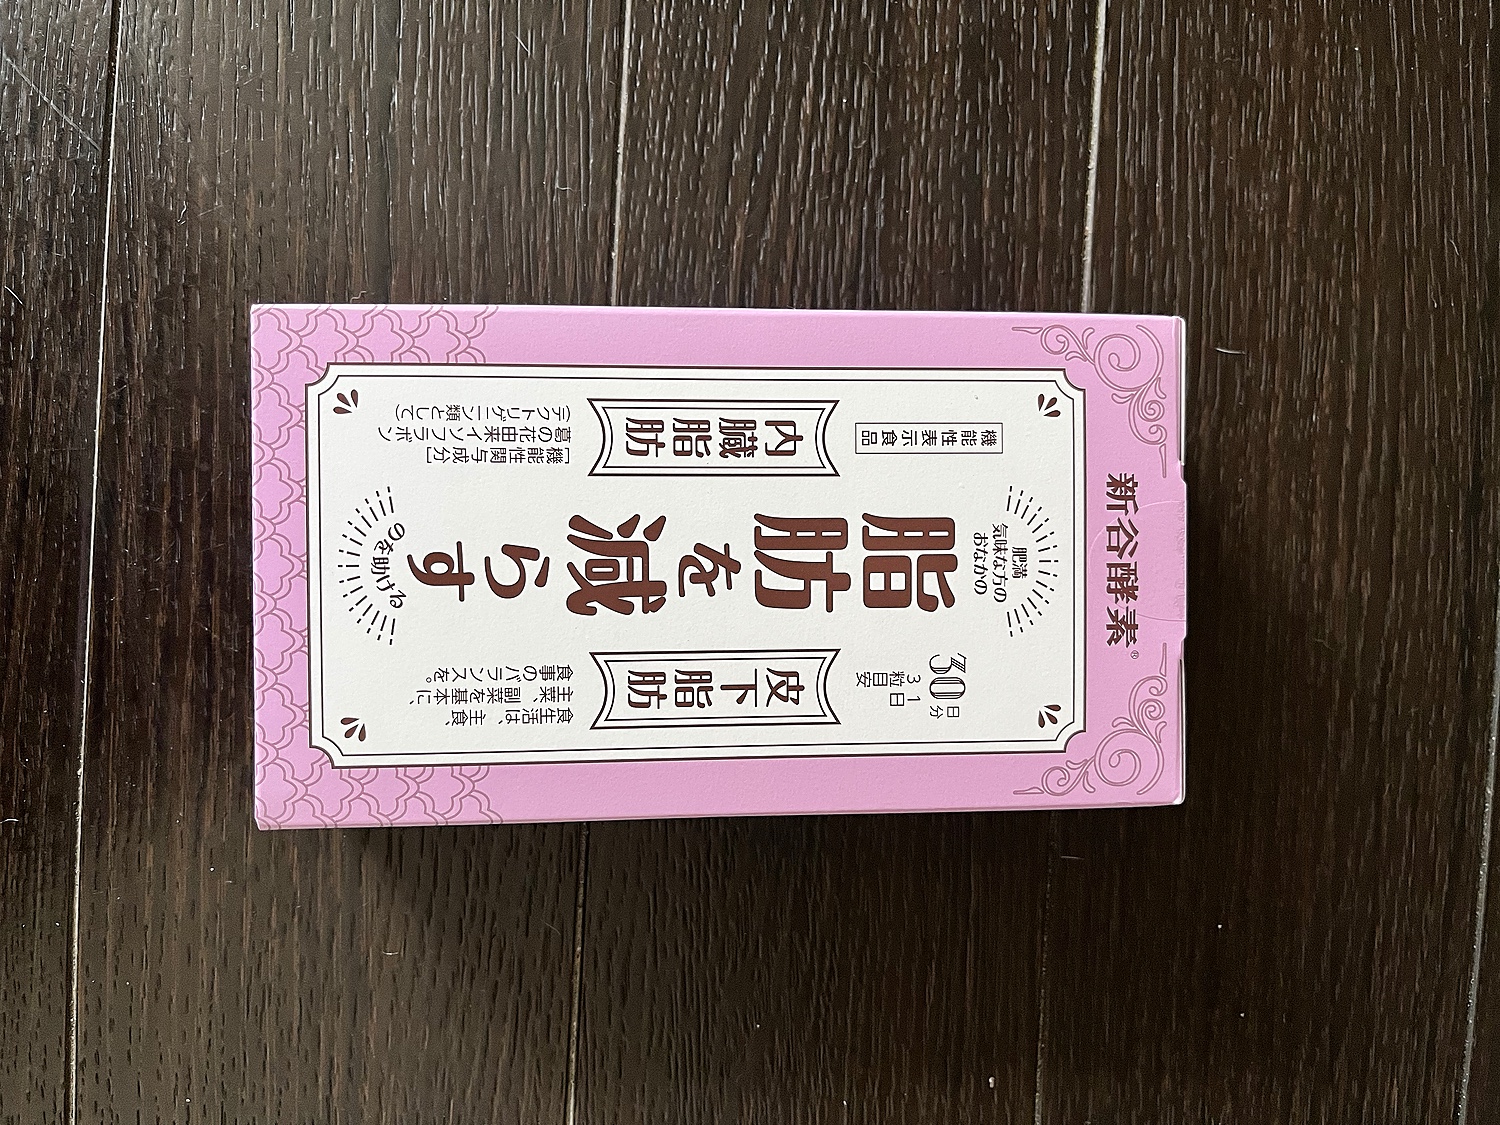 新谷酵素®
肥満
気味な方の
おなかの
機能性表示食品
30日分
1日
3粒
目安
脂肪を減らす
のを助ける
内臓脂肪
皮下脂肪
[機能性関与成分]
葛の花由来イソフラボン
(テクトリゲニン類として)
食生活は、主食、
主菜、副菜を基本に、
食事のバランスを。